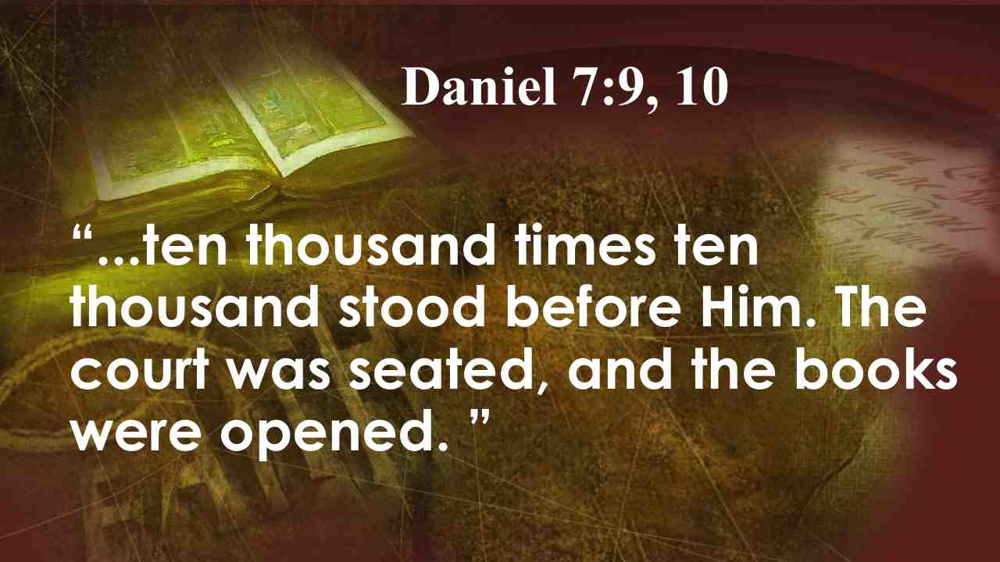 Daniel 7:9, 10
“...ten thousand times ten
thousand stood before Him. The
court was seated, and the books
were opened. ”